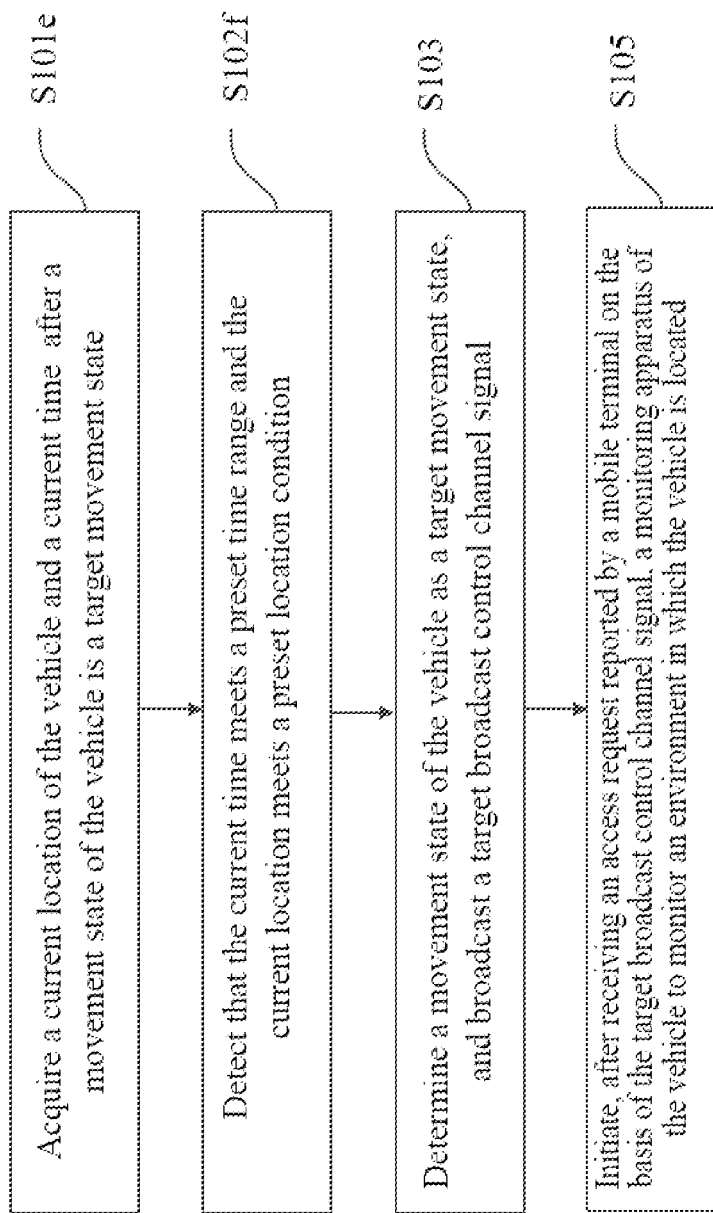 Acquire a current location of the vehicle and a current time after a
movement state of the vehicle is a target movement state
S101e
Detect that the current time meets a preset time range and the
current location meets a preset location condition
S102f
Determine a movement state of the vehicle as a target movement state,
and broadcast a target broadcast control channel signal
S103
Initiate, after receiving an access request reported by a mobile terminal on the
basis of the target broadcast control channel signal, a monitoring apparatus of
the vehicle to monitor an environment in which the vehicle is located
S105